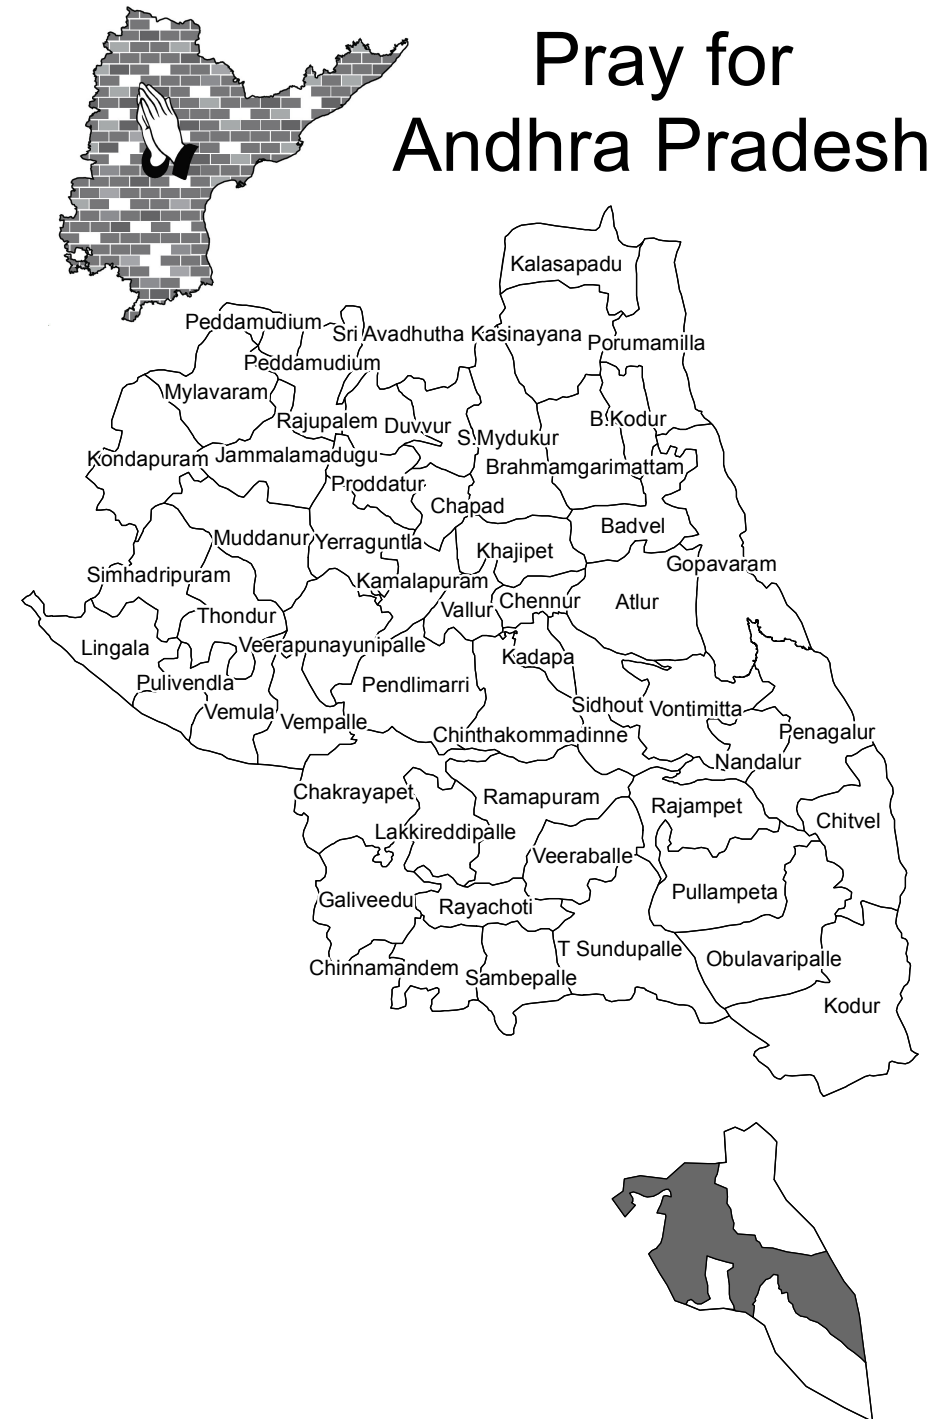 Pray for
Andhra Pradesh
Kalasapadu
Peddamudium
Sri Avadhutha Kasinayana
Porumamilla
Peddamudium
Mylavaram
Rajupalem
Duvvur
B.Kodur
S.Mydukur
Kondapuram
Jammalamadugu
Brahmamgarimattam
Proddatur
Chapad
Badvel
Muddanur
Yerraguntla
Khajipet
Gopavaram
Simhadripuram
Kamalapuram
Thondur
Vallur
Chennur
Atlur
Lingala
Veerapunayunipalle
Kadapa
Pulivendla
Pendlimarri
Sidhout
Vontimitta
Vemula
Vempalle
Chinthakommadinne
Penagalur
Nandalur
Chakrayapet
Ramapuram
Rajampet
Chitvel
Lakkireddipalle
Veeraballe
Galiveedu
Rayachoti
Pullampeta
T Sundupalle
Obulavaripalle
Chinnamandem
Sambepalle
Kodur